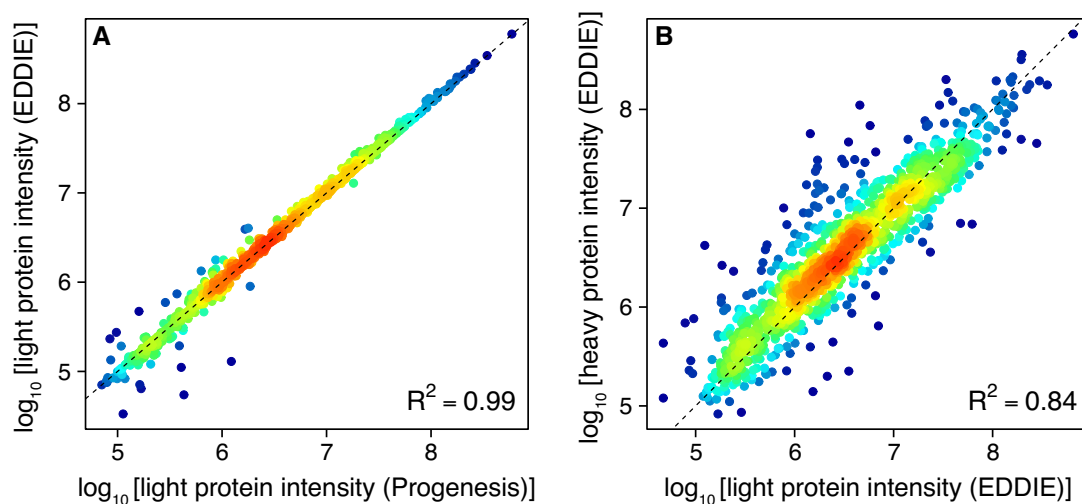 A
log10 [light protein intensity (EDDIE)]
8
7
6
5
R² = 0.99
5 6 7 8
log10 [light protein intensity (Progenesis)]
B
log10 [heavy protein intensity (EDDIE)]
8
7
6
5
R² = 0.84
5 6 7 8
log10 [light protein intensity (EDDIE)]